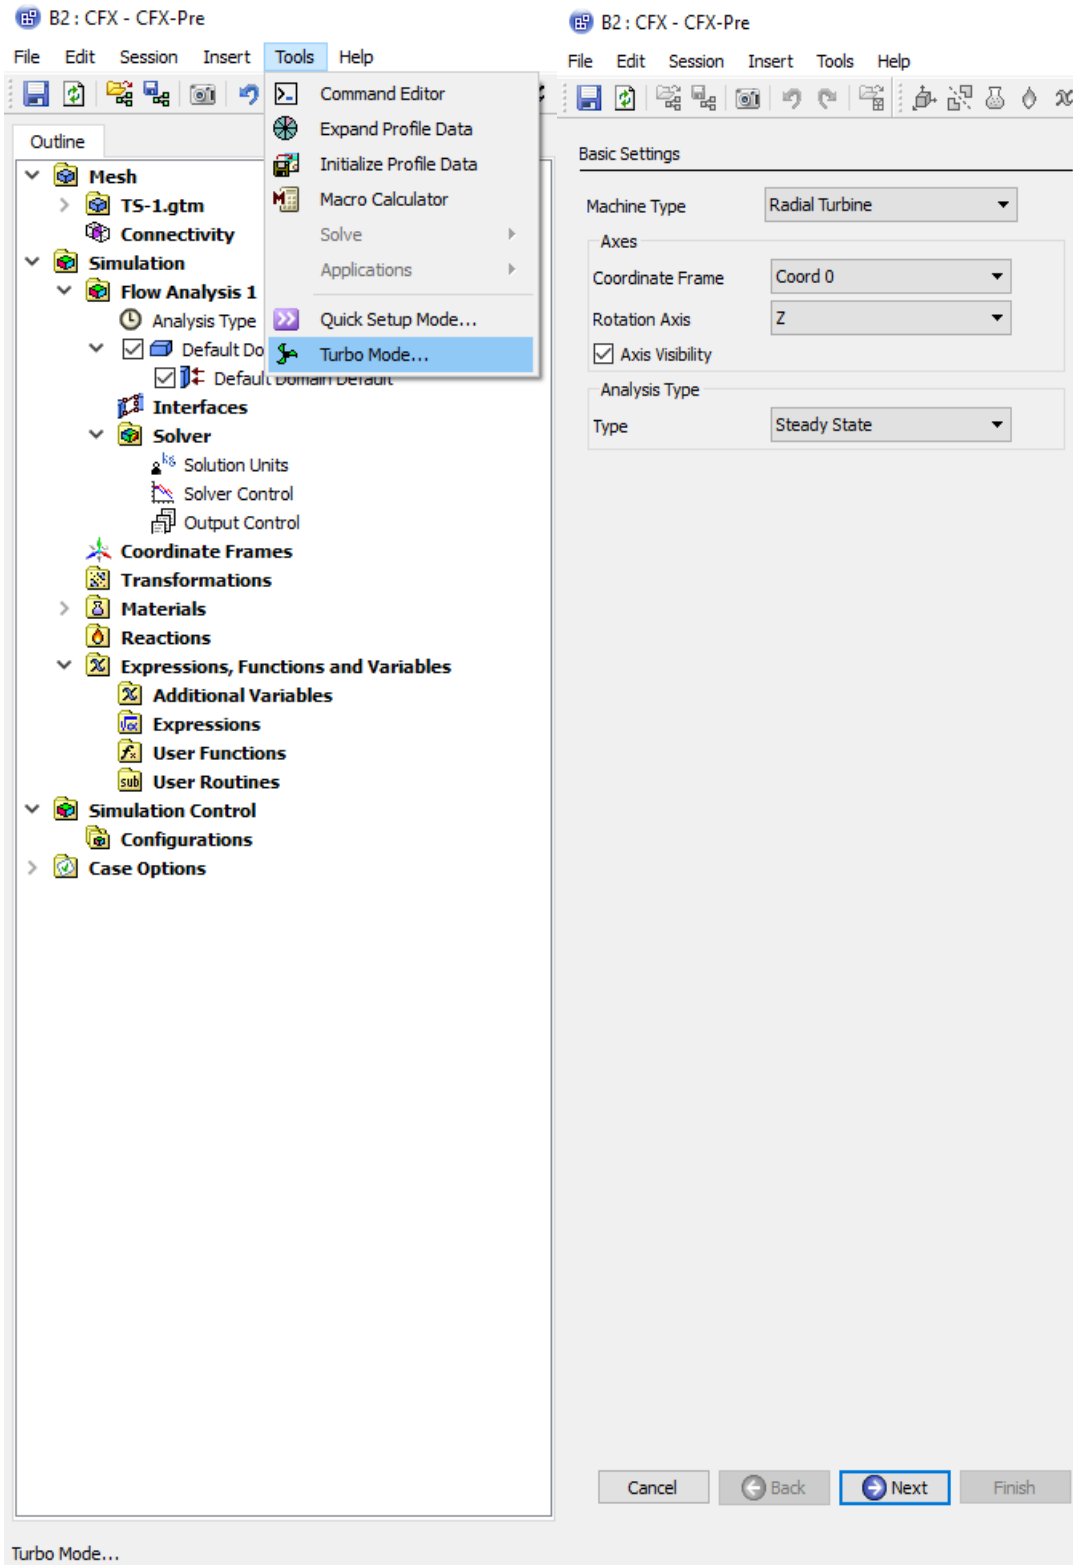 B2 : CFX - CFX-Pre
File Edit Session Insert Tools Help
Command Editor
Expand Profile Data
Initialize Profile Data
Macro Calculator
Solve
Applications
Quick Setup Mode...
Turbo Mode...
Outline
Mesh
TS-1.gtm
Connectivity
Simulation
Flow Analysis 1
Analysis Type
Default Do
Default Domain Default
Interfaces
Solver
Solution Units
Solver Control
Output Control
Coordinate Frames
Transformations
Materials
Reactions
Expressions, Functions and Variables
Additional Variables
Expressions
User Functions
User Routines
Simulation Control
Configurations
Case Options
Turbo Mode...
B2 : CFX - CFX-Pre
File Edit Session Insert Tools Help
Basic Settings
Machine Type Radial Turbine
Axes
Coordinate Frame Coord 0
Rotation Axis Z
Axis Visibility
Analysis Type
Type Steady State
Cancel Back Next Finish